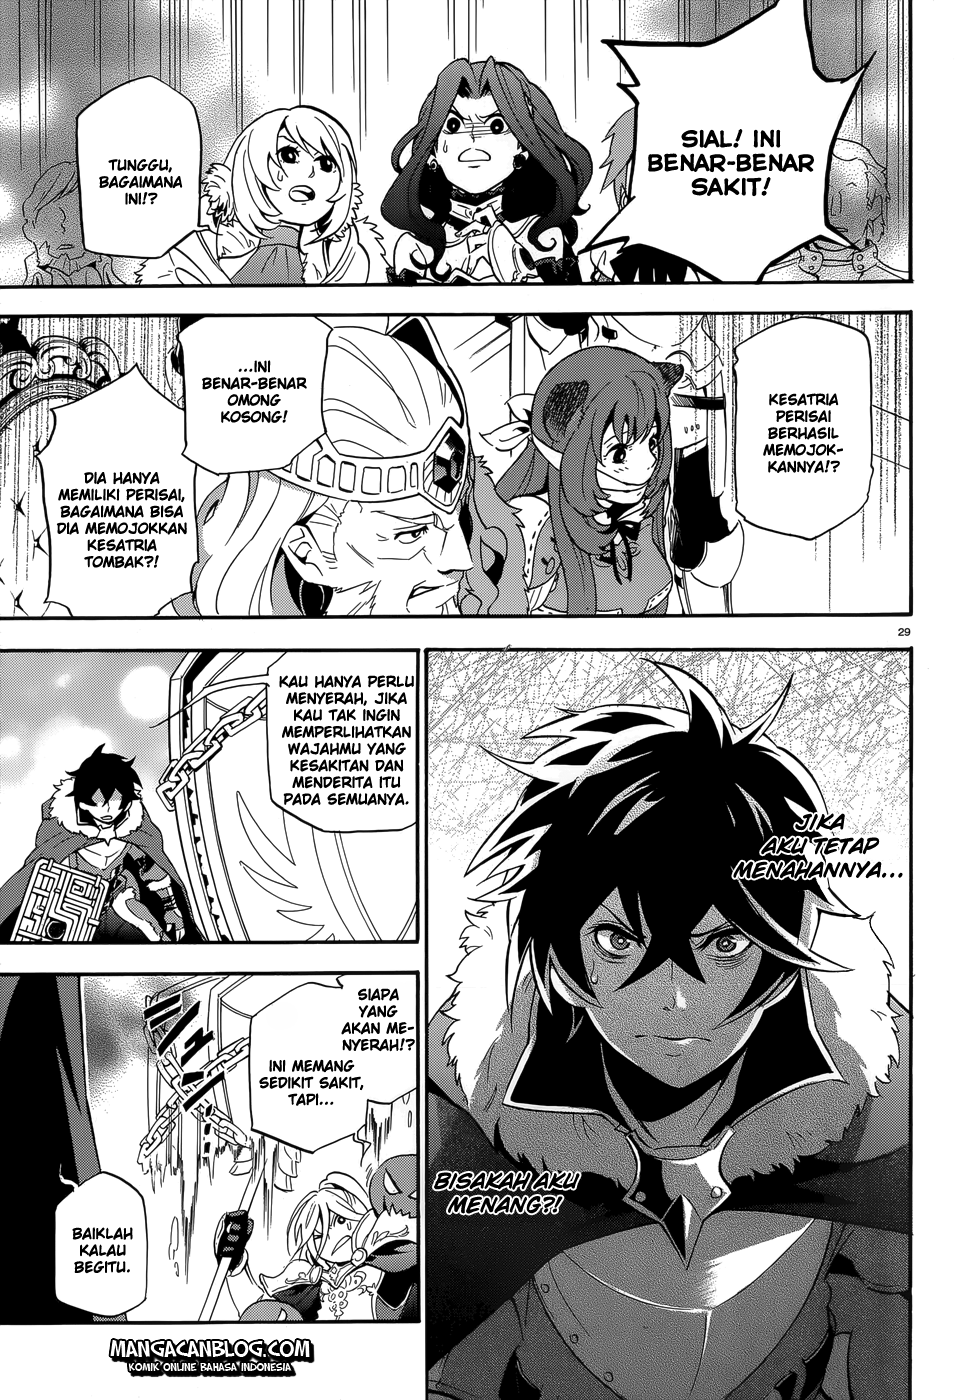 SIAL! INI
BENAR-BENAR
SAKIT!
TUNGGU,
BAGAIMANA
INI!?
KESATRIA
PERISAI
BERHASIL
MEMOJOK-
KANNYA!?
...INI
BENAR-BENAR
OMONG
KOSONG!
DIA HANYA
MEMILIKI PERISAI,
BAGAIMANA BISA
DIA MEMOJOKKAN
KESATRIA
TOMBAK?!
29
JIKA
AKU TETAP
MENAHANNYA...
BISAKAH AKU
MENANG?!
KAU HANYA PERLU
MENYERAH, JIKA
KAU TAK INGIN
MEMPERLIHATKAN
WAJAHMU YANG
KESAKITAN DAN
MENDERITA ITU
PADA SEMUANYA.
SIAPA
YANG
AKAN ME-
NYERAH!?
INI MEMANG
SEDIKIT SAKIT,
TAPI...
BAIKLAH
KALAU
BEGITU.
MANGACANBLOG.COM
KOMIK ONLINE BAHASA INDONESIA